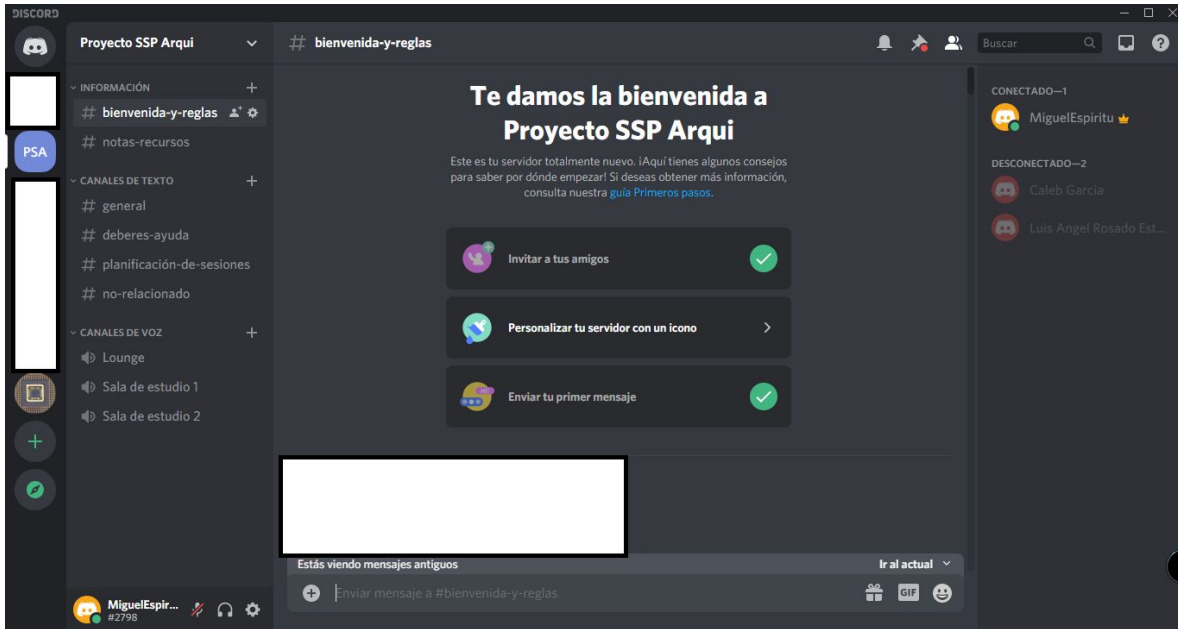 DISCORD
Proyecto SSP Arqui
bienvenida-y-reglas
Buscar
INFORMACIÓN
bienvenida-y-reglas
notas-recursos
PSA
CANALES DE TEXTO
general
deberes-ayuda
planificación-de-sesiones
no-relacionado
CANALES DE VOZ
Lounge
Sala de estudio 1
Sala de estudio 2
MiguelEspir...
#2798
Te damos la bienvenida a
Proyecto SSP Arqui
Este es tu servidor totalmente nuevo. ¡Aquí tienes algunos consejos
para saber por dónde empezar! Si deseas obtener más información,
consulta nuestra guía Primeros pasos.
Invitar a tus amigos
Personalizar tu servidor con un icono
Enviar tu primer mensaje
Estás viendo mensajes antiguos
Ir al actual
Enviar mensaje a #bienvenida-y-reglas
GIF
CONECTADO—1
MiguelEspiritu
DESCONECTADO—2
Caleb Garcia
Luis Angel Rosado Est...